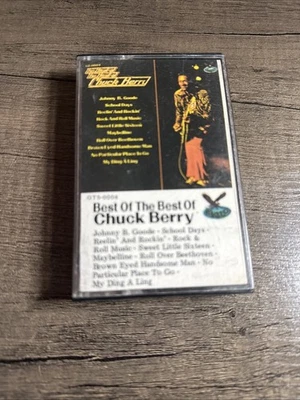 Chuck Berry
Johnny B. Goode
School Days
Reelin' And Rockin'
Rock And Roll Music
Sweet Little Sixteen
Maybelline
Roll Over Beethoven
Brown Eyed Handsome Man
No Particular Place To Go
My Ding A Ling
Best Of The Best Of
Chuck Berry
Johnny B. Goode - School Days -
Reelin' And Rockin' - Rock &
Roll Music - Sweet Little Sixteen -
Maybelline - Roll Over Beethoven -
Brown Eyed Handsome Man - No
Particular Place To Go -
My Ding A Ling